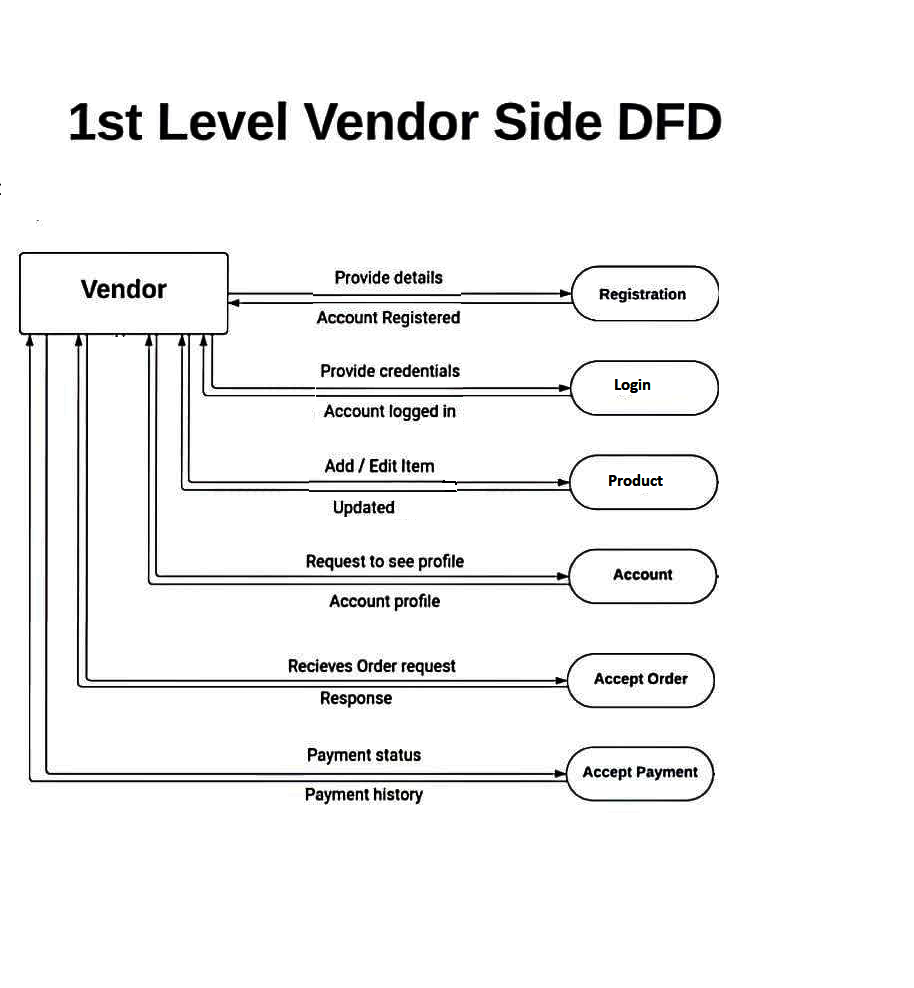 1st Level Vendor Side DFD
Vendor
Provide details
Registration
Account Registered
Provide credentials
Login
Account logged in
Add / Edit Item
Product
Updated
Request to see profile
Account
Account profile
Recieves Order request
Accept Order
Response
Payment status
Accept Payment
Payment history